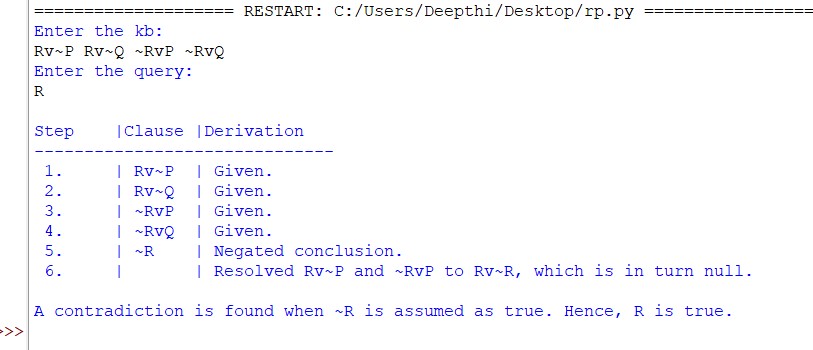 ==================== RESTART: C:/Users/Deepthi/Desktop/rp.py =================
Enter the kb:
Rv~P Rv~Q ~RvP ~RvQ
Enter the query:
R
Step    |Clause |Derivation
------------------------------
1.      | Rv~P  | Given.
2.      | Rv~Q  | Given.
3.      | ~RvP  | Given.
4.      | ~RvQ  | Given.
5.      | ~R    | Negated conclusion.
6.      |       | Resolved Rv~P and ~RvP to Rv~R, which is in turn null.
A contradiction is found when ~R is assumed as true. Hence, R is true.
>>>